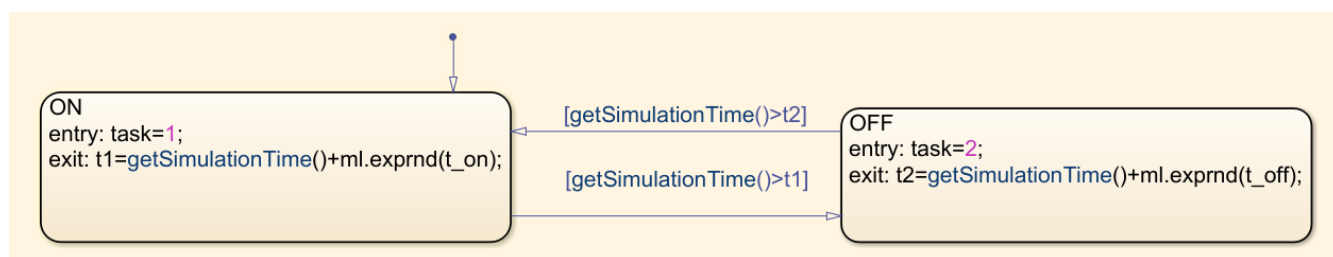 ON
entry: task=1;
exit: t1=getSimulationTime()+ml.exprnd(t_on);
[getSimulationTime()>t2]
[getSimulationTime()>t1]
OFF
entry: task=2;
exit: t2=getSimulationTime()+ml.exprnd(t_off);